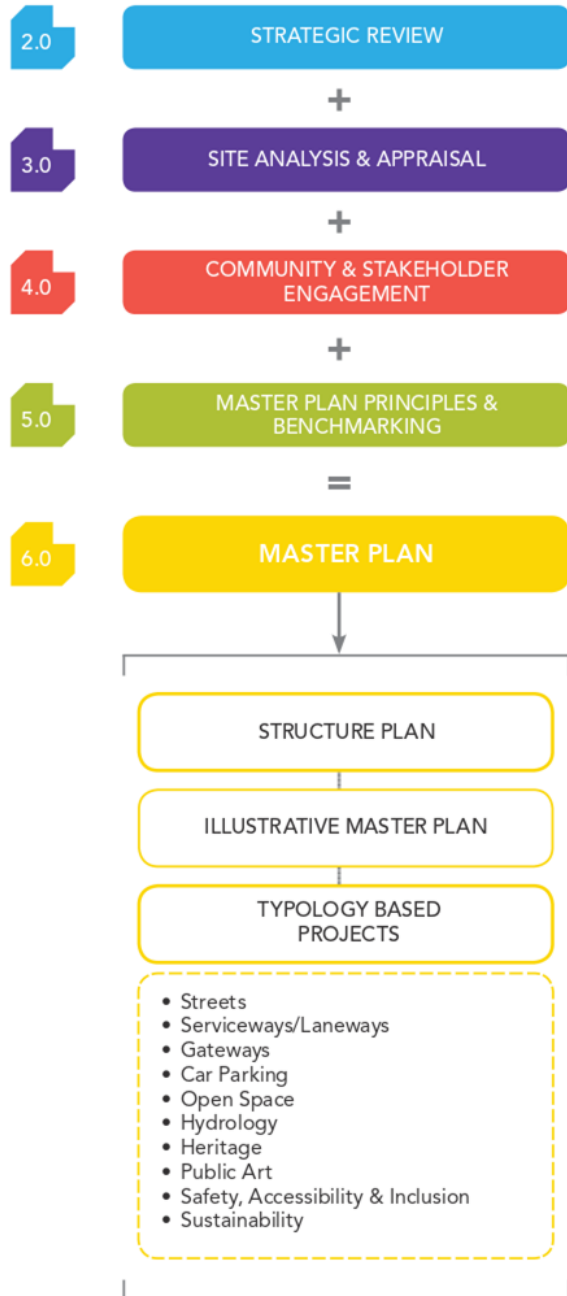 2.0
STRATEGIC REVIEW
+
3.0
SITE ANALYSIS & APPRAISAL
+
4.0
COMMUNITY & STAKEHOLDER
ENGAGEMENT
+
5.0
MASTER PLAN PRINCIPLES &
BENCHMARKING
=
6.0
MASTER PLAN
STRUCTURE PLAN
ILLUSTRATIVE MASTER PLAN
TYPOLOGY BASED
PROJECTS
• Streets
• Serviceways/Laneways
• Gateways
• Car Parking
• Open Space
• Hydrology
• Heritage
• Public Art
• Safety, Accessibility & Inclusion
• Sustainability